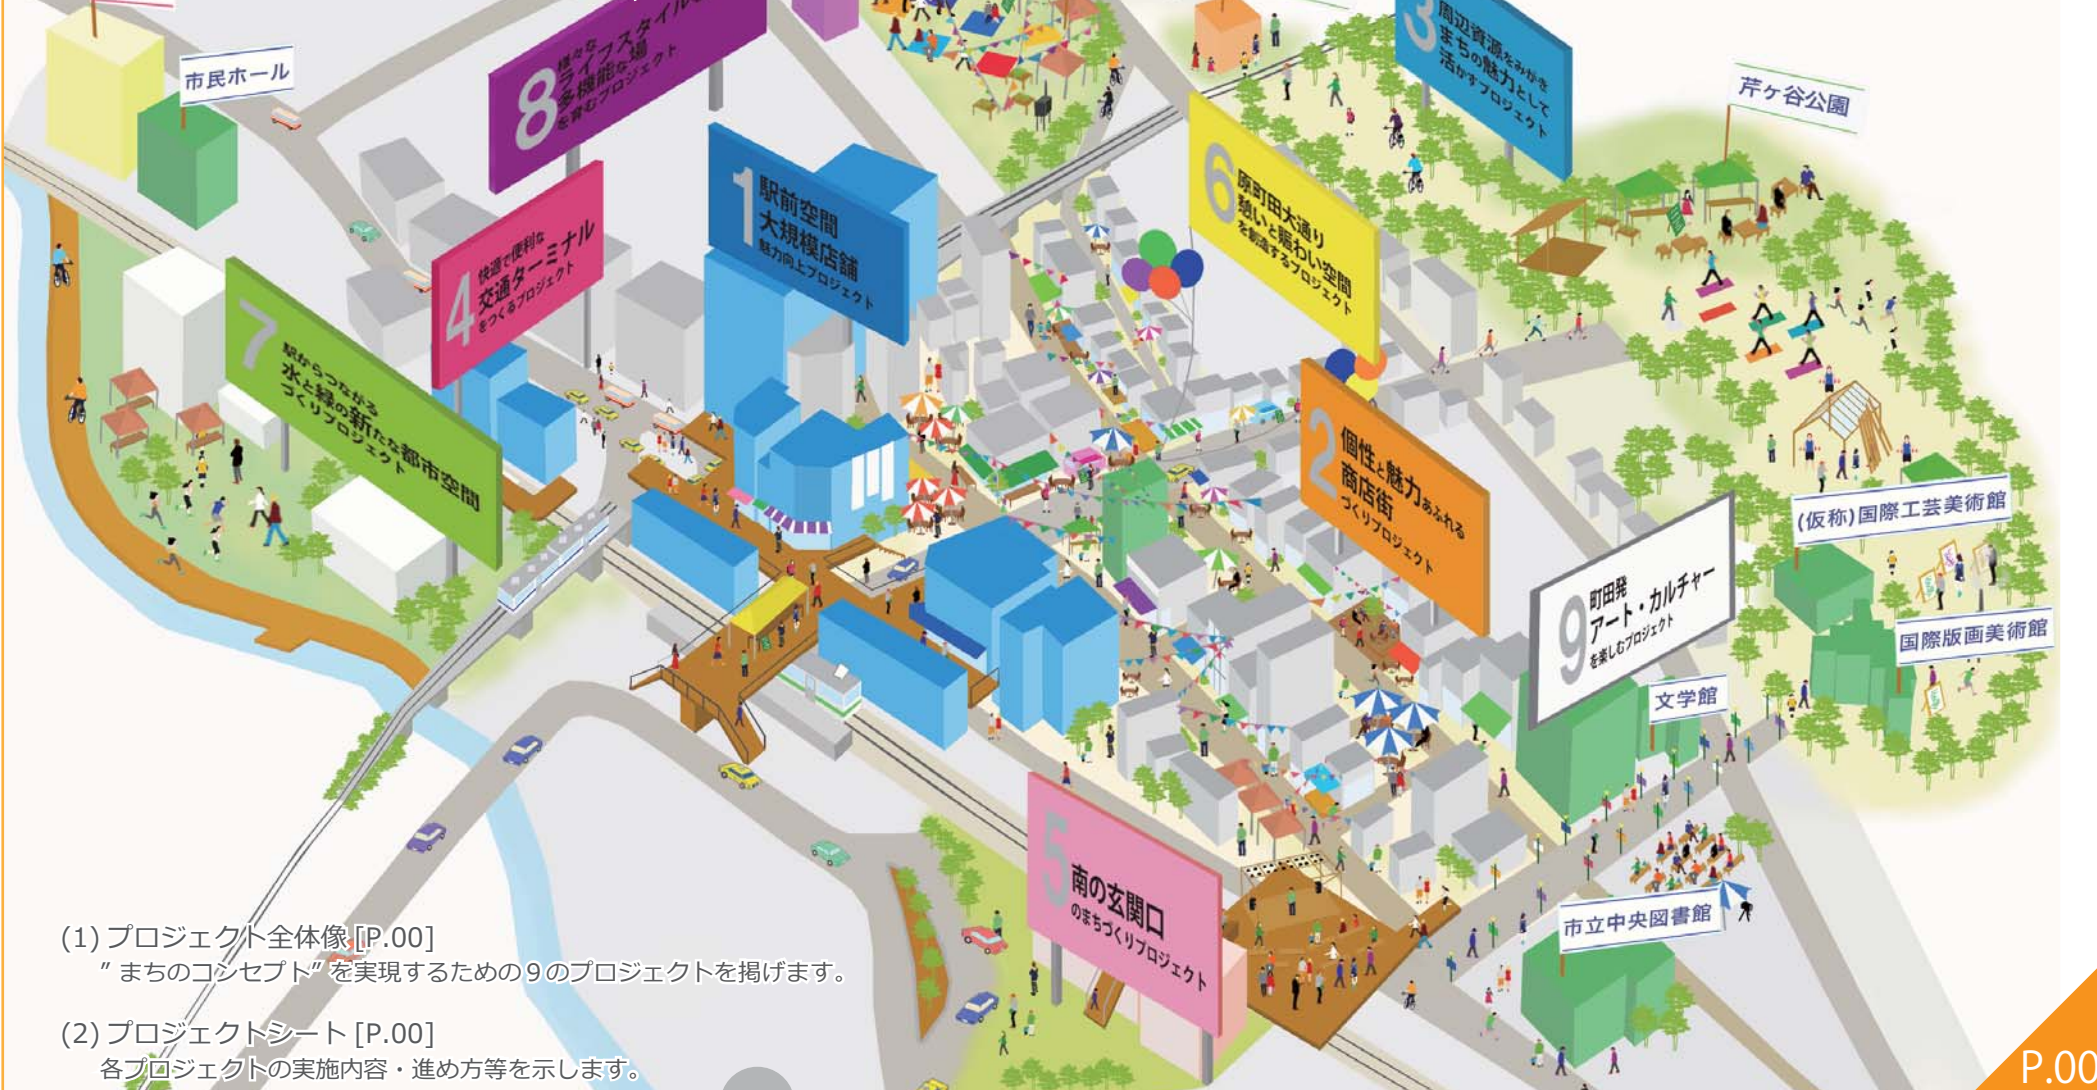 市民ホール
8
様々な
ライフスタイル
多機能な場
を育むプロジェクト
3
周辺資源をみがき
まちの魅力として
活かすプロジェクト
芹ヶ谷公園
1
駅前空間
大規模店舗
魅力向上プロジェクト
6
原町田大通り
憩いと賑わい空間
を創造するプロジェクト
4
快適で便利な
交通ターミナル
をつくるプロジェクト
7
駅からつながる
水と緑の新たな都市空間
づくりプロジェクト
2
個性と魅力あふれる
商店街
づくりプロジェクト
(仮称)国際工芸美術館
9
町田発
アート・カルチャー
を楽しむプロジェクト
国際版画美術館
文学館
5
南の玄関口
のまちづくりプロジェクト
市立中央図書館
(1) プロジェクト全体像 [P.00]
” まちのコンセプト” を実現するための９のプロジェクトを掲げます。
(2) プロジェクトシート [P.00]
各プロジェクトの実施内容・進め方等を示します。
P.00